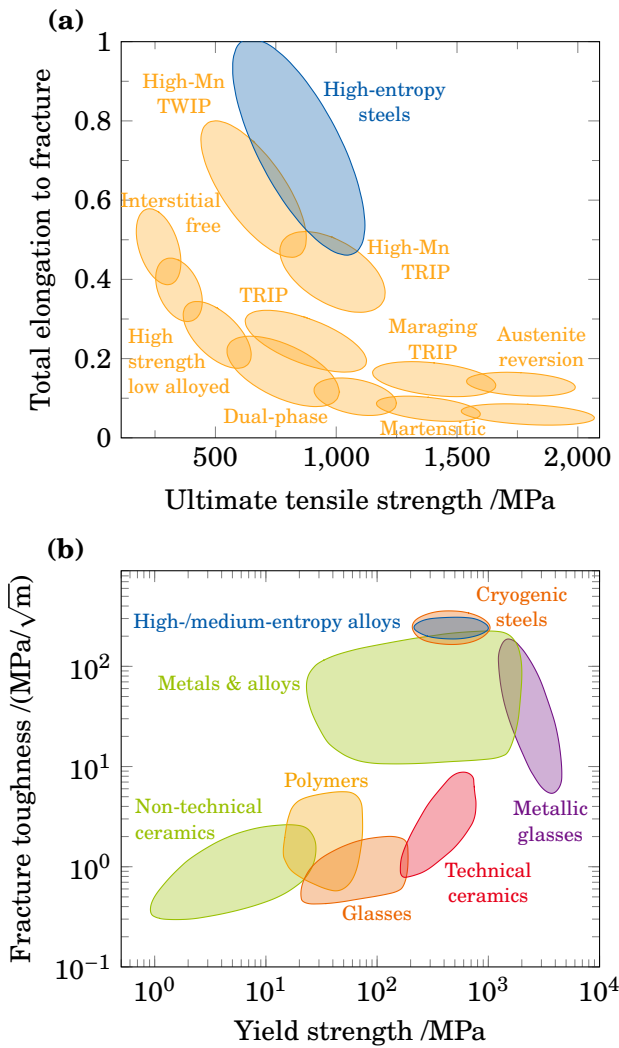 (a)
1
0.8
0.6
0.4
0.2
0
Total elongation to fracture
High-Mn
TWIP
High-entropy
steels
Interstitial
free
High-Mn
TRIP
TRIP
High
strength
low alloyed
Maraging
TRIP
Austenite
reversion
Dual-phase
Martensitic
500
1,000
1,500
2,000
Ultimate tensile strength /MPa
(b)
Cryogenic
steels
High-/medium-entropy alloys
Metals & alloys
Polymers
Non-technical
ceramics
Metallic
glasses
Technical
ceramics
Glasses
10²
10¹
10⁰
10⁻¹
Fracture toughness /(MPa/√m)
10⁰
10¹
10²
10³
10⁴
Yield strength /MPa